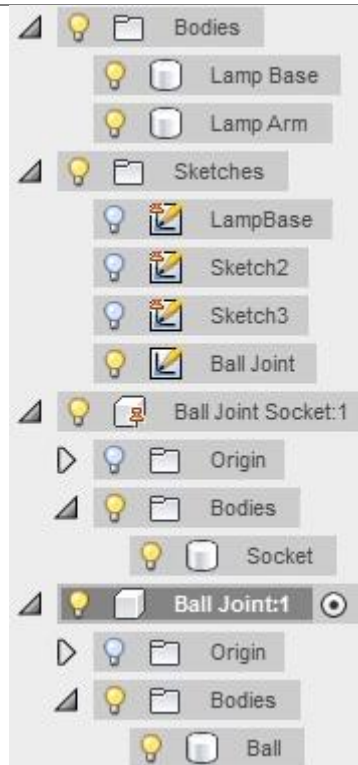 Bodies
Lamp Base
Lamp Arm
Sketches
LampBase
Sketch2
Sketch3
Ball Joint
Ball Joint Socket:1
Origin
Bodies
Socket
Ball Joint:1
Origin
Bodies
Ball